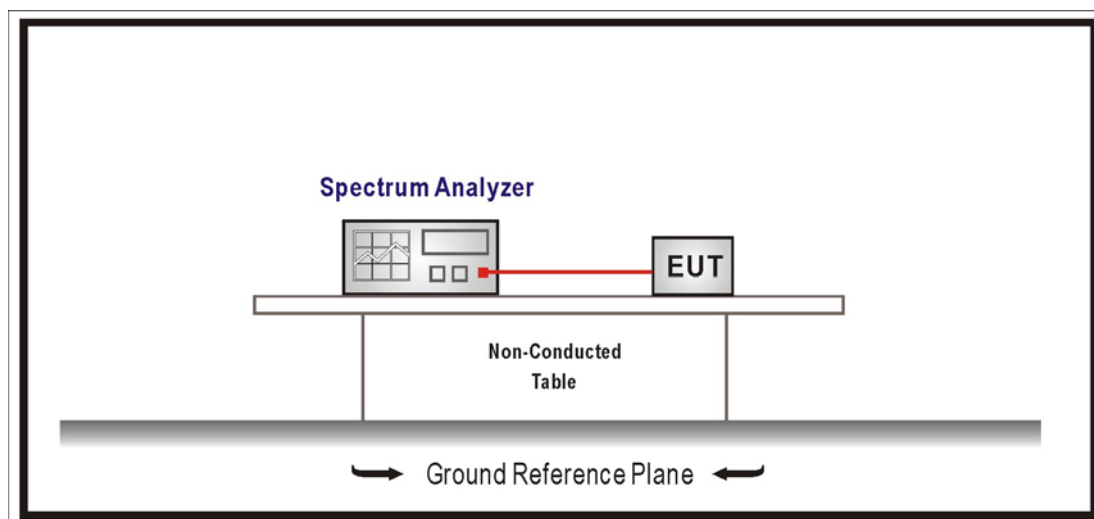 Spectrum Analyzer
EUT
Non-Conducted
Table
Ground Reference Plane